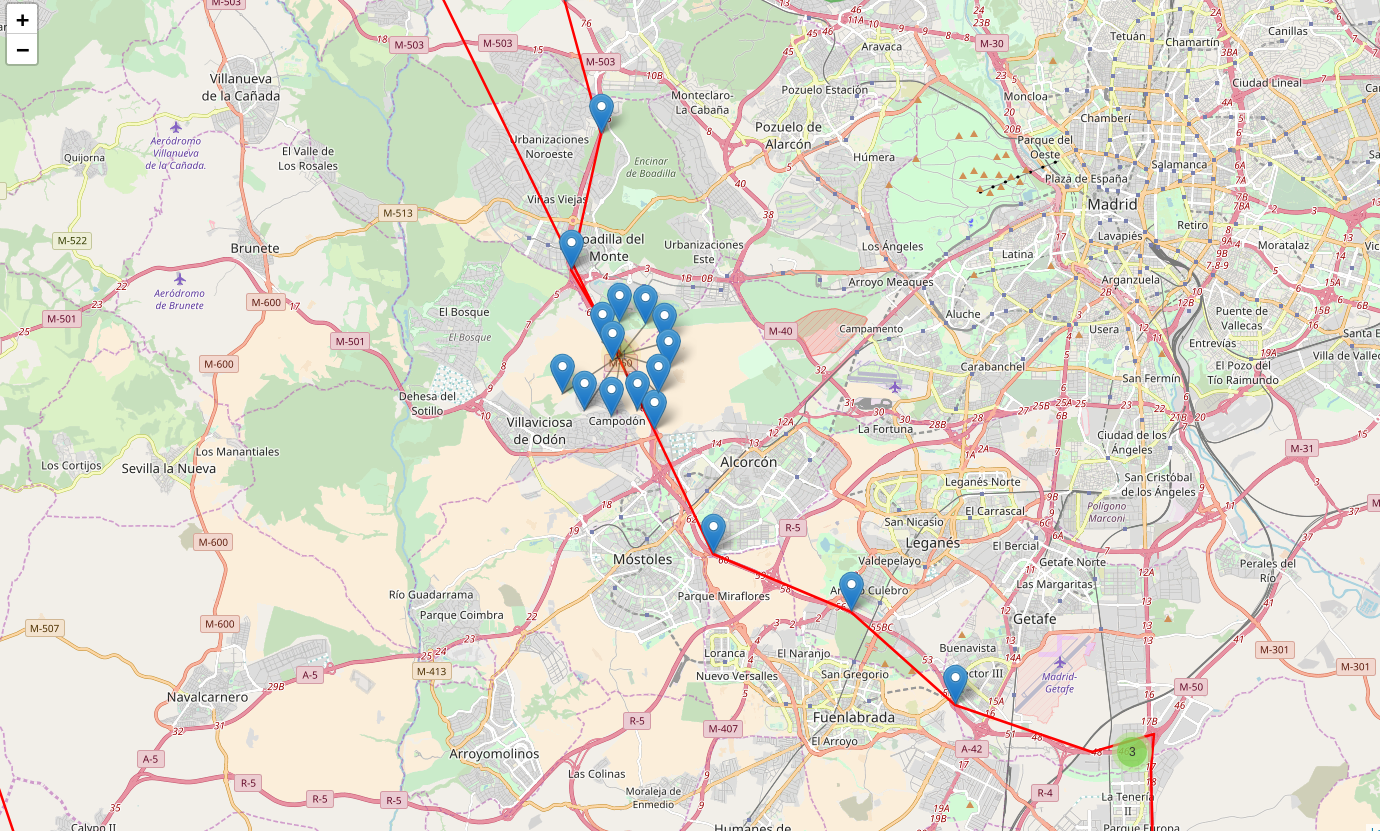 +
−
M-503
M-503
M-503
M-503
18
15
76
10B
Villanueva
de la Cañada
Aeródromo
Villanueva
de la Cañada.
Quijorna
El Valle de
Los Rosales
Urbanizaciones
Noroeste
Encinar
de Boadilla
Monteclaro-
La Cabaña
Pozuelo Estación
Pozuelo de
Alarcón
Aravaca
Húmera
M-30
Tetuán
Chamartín
Canillas
Ciudad Lineal
Moncloa
Chamberí
Parque del
Oeste
Salamanca
Plaza de España
Madrid
Retiro
Moratalaz
Lavapiés
Latina
Arganzuela
Los Ángeles
Arroyo Meaques
M-513
M-522
Brunete
Viñas Viejas
oadilla del
Monte
Urbanizaciones
Este
Aeródromo
de Brunete
M-600
M-501
M-501
M-600
El Bosque
El Bosque
M-50
M-40
Campamento
Aluche
Carabanchel
Usera
Puente de
Vallecas
Entrevías
El Pozo del
Tío Raimundo
San Fermín
Dehesa del
Sotillo
Villaviciosa
de Odón
Campodón
Alcorcón
La Fortuna
Ciudad de los
Ángeles
M-31
San Cristóbal
de los Ángeles
Polígono
Marconi
Los Cortijos
Sevilla la Nueva
Los Manantiales
Leganés Norte
El Carrascal
San Nicasio
Leganés
Valdepelayo
El Bercial
Getafe Norte
Las Margaritas
Getafe
Perales del
Río
M-600
R-5
Móstoles
Parque Miraflores
Río Guadarrama
Parque Coimbra
M-507
M-600
A-5
M-413
Navalcarnero
29B
Loranca
Nuevo Versalles
El Naranjo
San Gregorio
Fuenlabrada
El Arroyo
Buenavista
ector III
Madrid-
Getafe
M-301
M-301
M-50
3
Arroyomolinos
R-5
M-407
A-42
R-4
A-5
R-5
R-5
R-5
Las Colinas
Moraleja de
Enmedio
La Tenería
II
Calypo II
Humanes de
Parque Europa